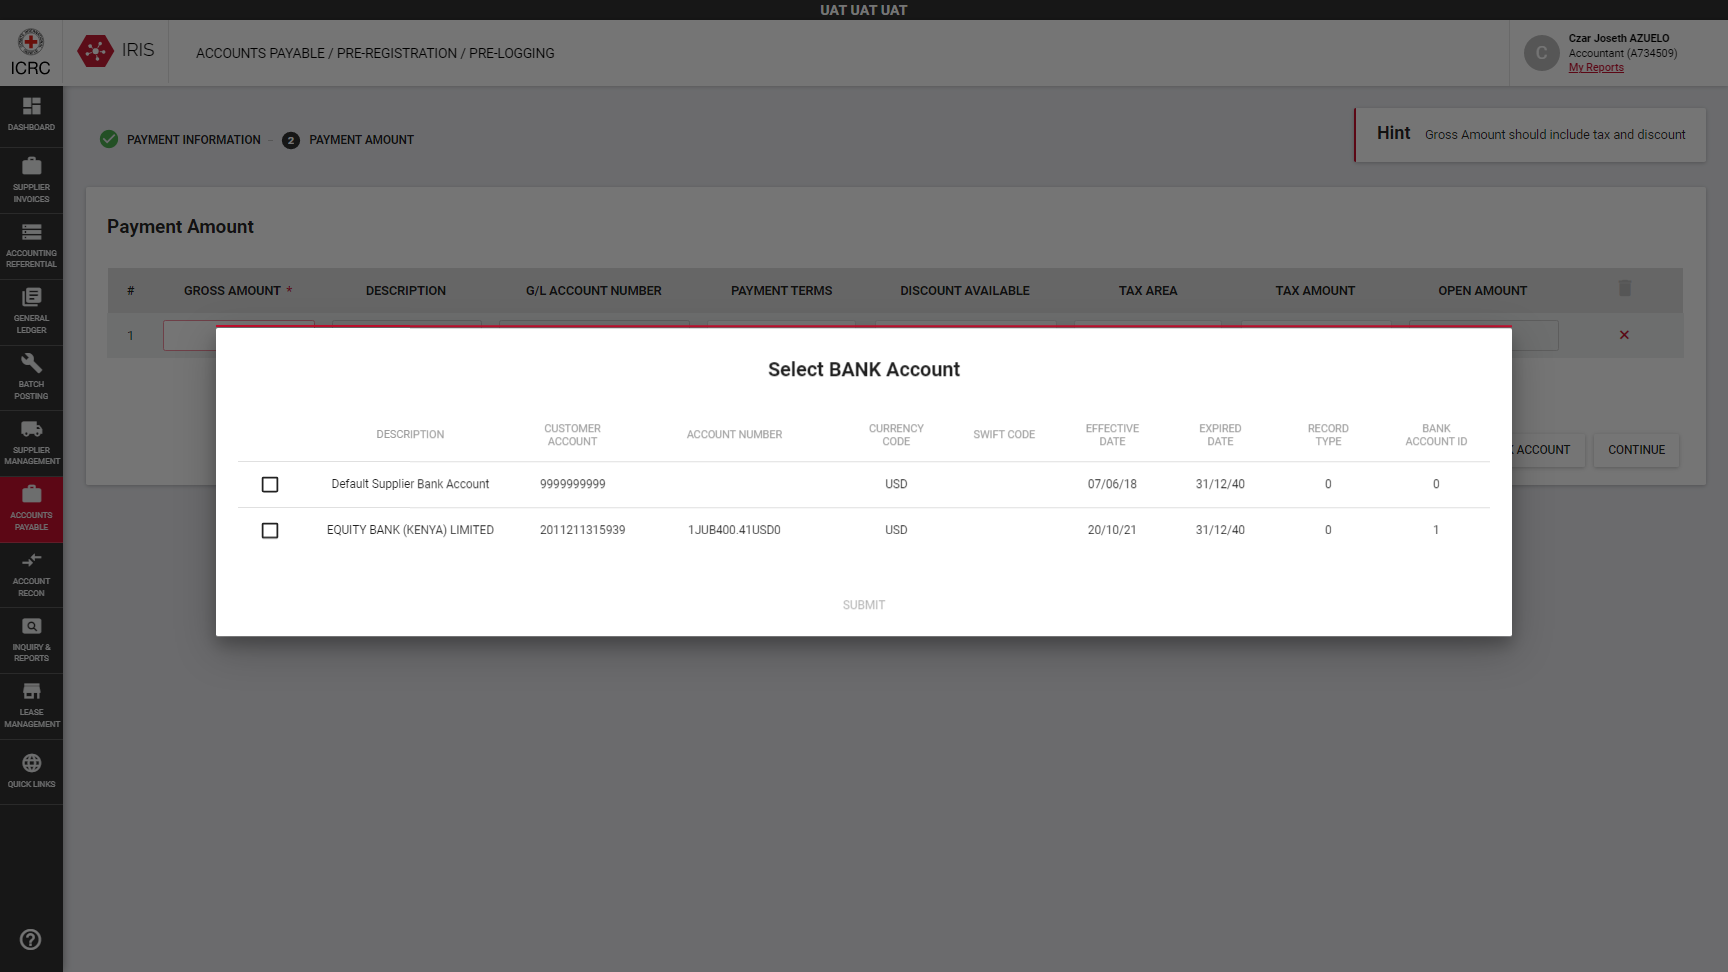 UAT UAT UAT
ICRC
IRIS
ACCOUNTS PAYABLE / PRE-REGISTRATION / PRE-LOGGING
C
Czar Joseth AZUELO
Accountant (A734509)
My Reports
DASHBOARD
SUPPLIER
INVOICES
ACCOUNTING
REFERENTIAL
GENERAL
LEDGER
BATCH
POSTING
SUPPLIER
MANAGEMENT
ACCOUNTS
PAYABLE
ACCOUNT
RECON
INQUIRY &
REPORTS
LEASE
MANAGEMENT
QUICK LINKS
PAYMENT INFORMATION - 2 PAYMENT AMOUNT
Hint Gross Amount should include tax and discount
Payment Amount
# GROSS AMOUNT * DESCRIPTION G/L ACCOUNT NUMBER PAYMENT TERMS DISCOUNT AVAILABLE TAX AREA TAX AMOUNT OPEN AMOUNT
1
ACCOUNT CONTINUE
Select BANK Account
DESCRIPTION CUSTOMER ACCOUNT ACCOUNT NUMBER CURRENCY CODE SWIFT CODE EFFECTIVE DATE EXPIRED DATE RECORD TYPE BANK ACCOUNT ID
Default Supplier Bank Account 9999999999 USD 07/06/18 31/12/40 0 0
EQUITY BANK (KENYA) LIMITED 2011211315939 1JUB400.41USD0 USD 20/10/21 31/12/40 0 1
SUBMIT